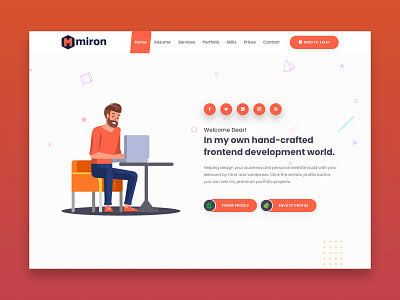 miron
Home Resume Services Portfolio Skills Prices Contact
NEED TO START
Welcome Dear!
In my own hand-crafted
frontend development world.
Helping design your business and personal website build with your
demand by html and wordpress. Click the envato profile button,
you can see my premium portfolio projects.
FIVERR PROFILE ENVATO PROFILE